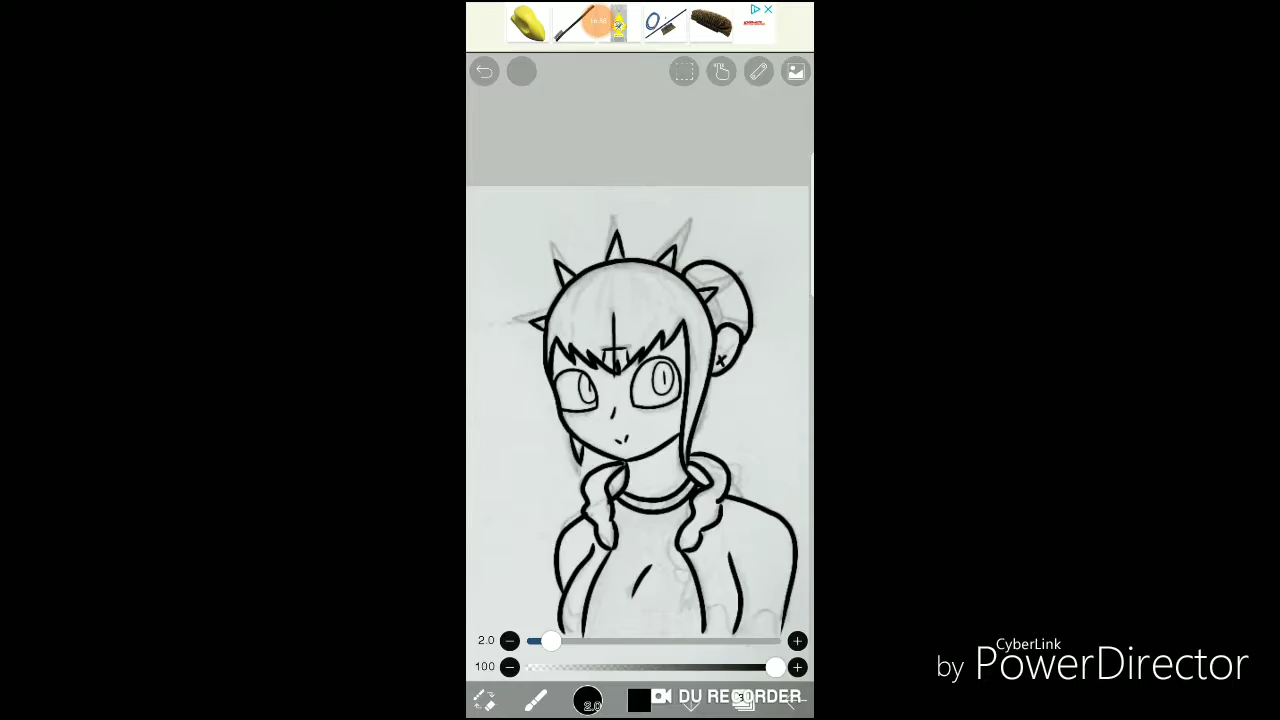 2.0
100
2.0
DU RECORDER
CyberLink
by PowerDirector